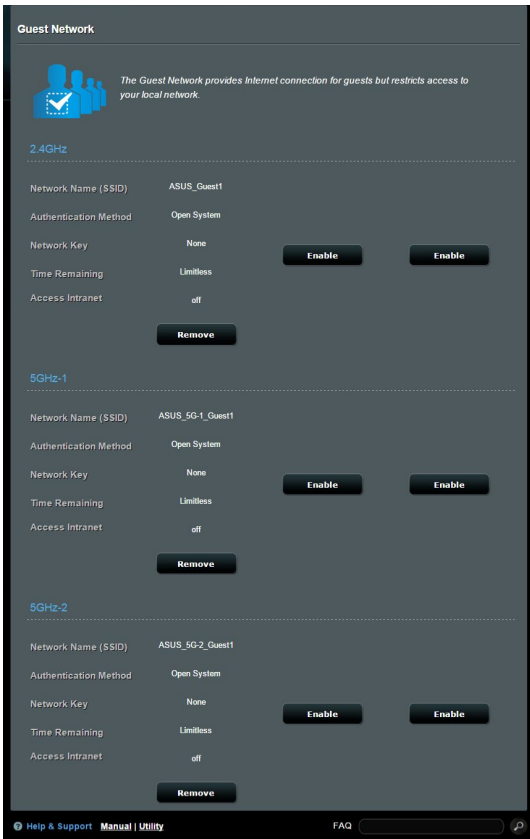 Guest Network
The Guest Network provides Internet connection for guests but restricts access to
your local network.
2.4GHz
Network Name (SSID) ASUS_Guest1
Authentication Method Open System
Network Key None
Enable Enable
Time Remaining Limitless
Access Intranet off
Remove
5GHz-1
Network Name (SSID) ASUS_5G-1_Guest1
Authentication Method Open System
Network Key None
Enable Enable
Time Remaining Limitless
Access Intranet off
Remove
5GHz-2
Network Name (SSID) ASUS_5G-2_Guest1
Authentication Method Open System
Network Key None
Enable Enable
Time Remaining Limitless
Access Intranet off
Remove
? Help & Support Manual | Utility FAQ